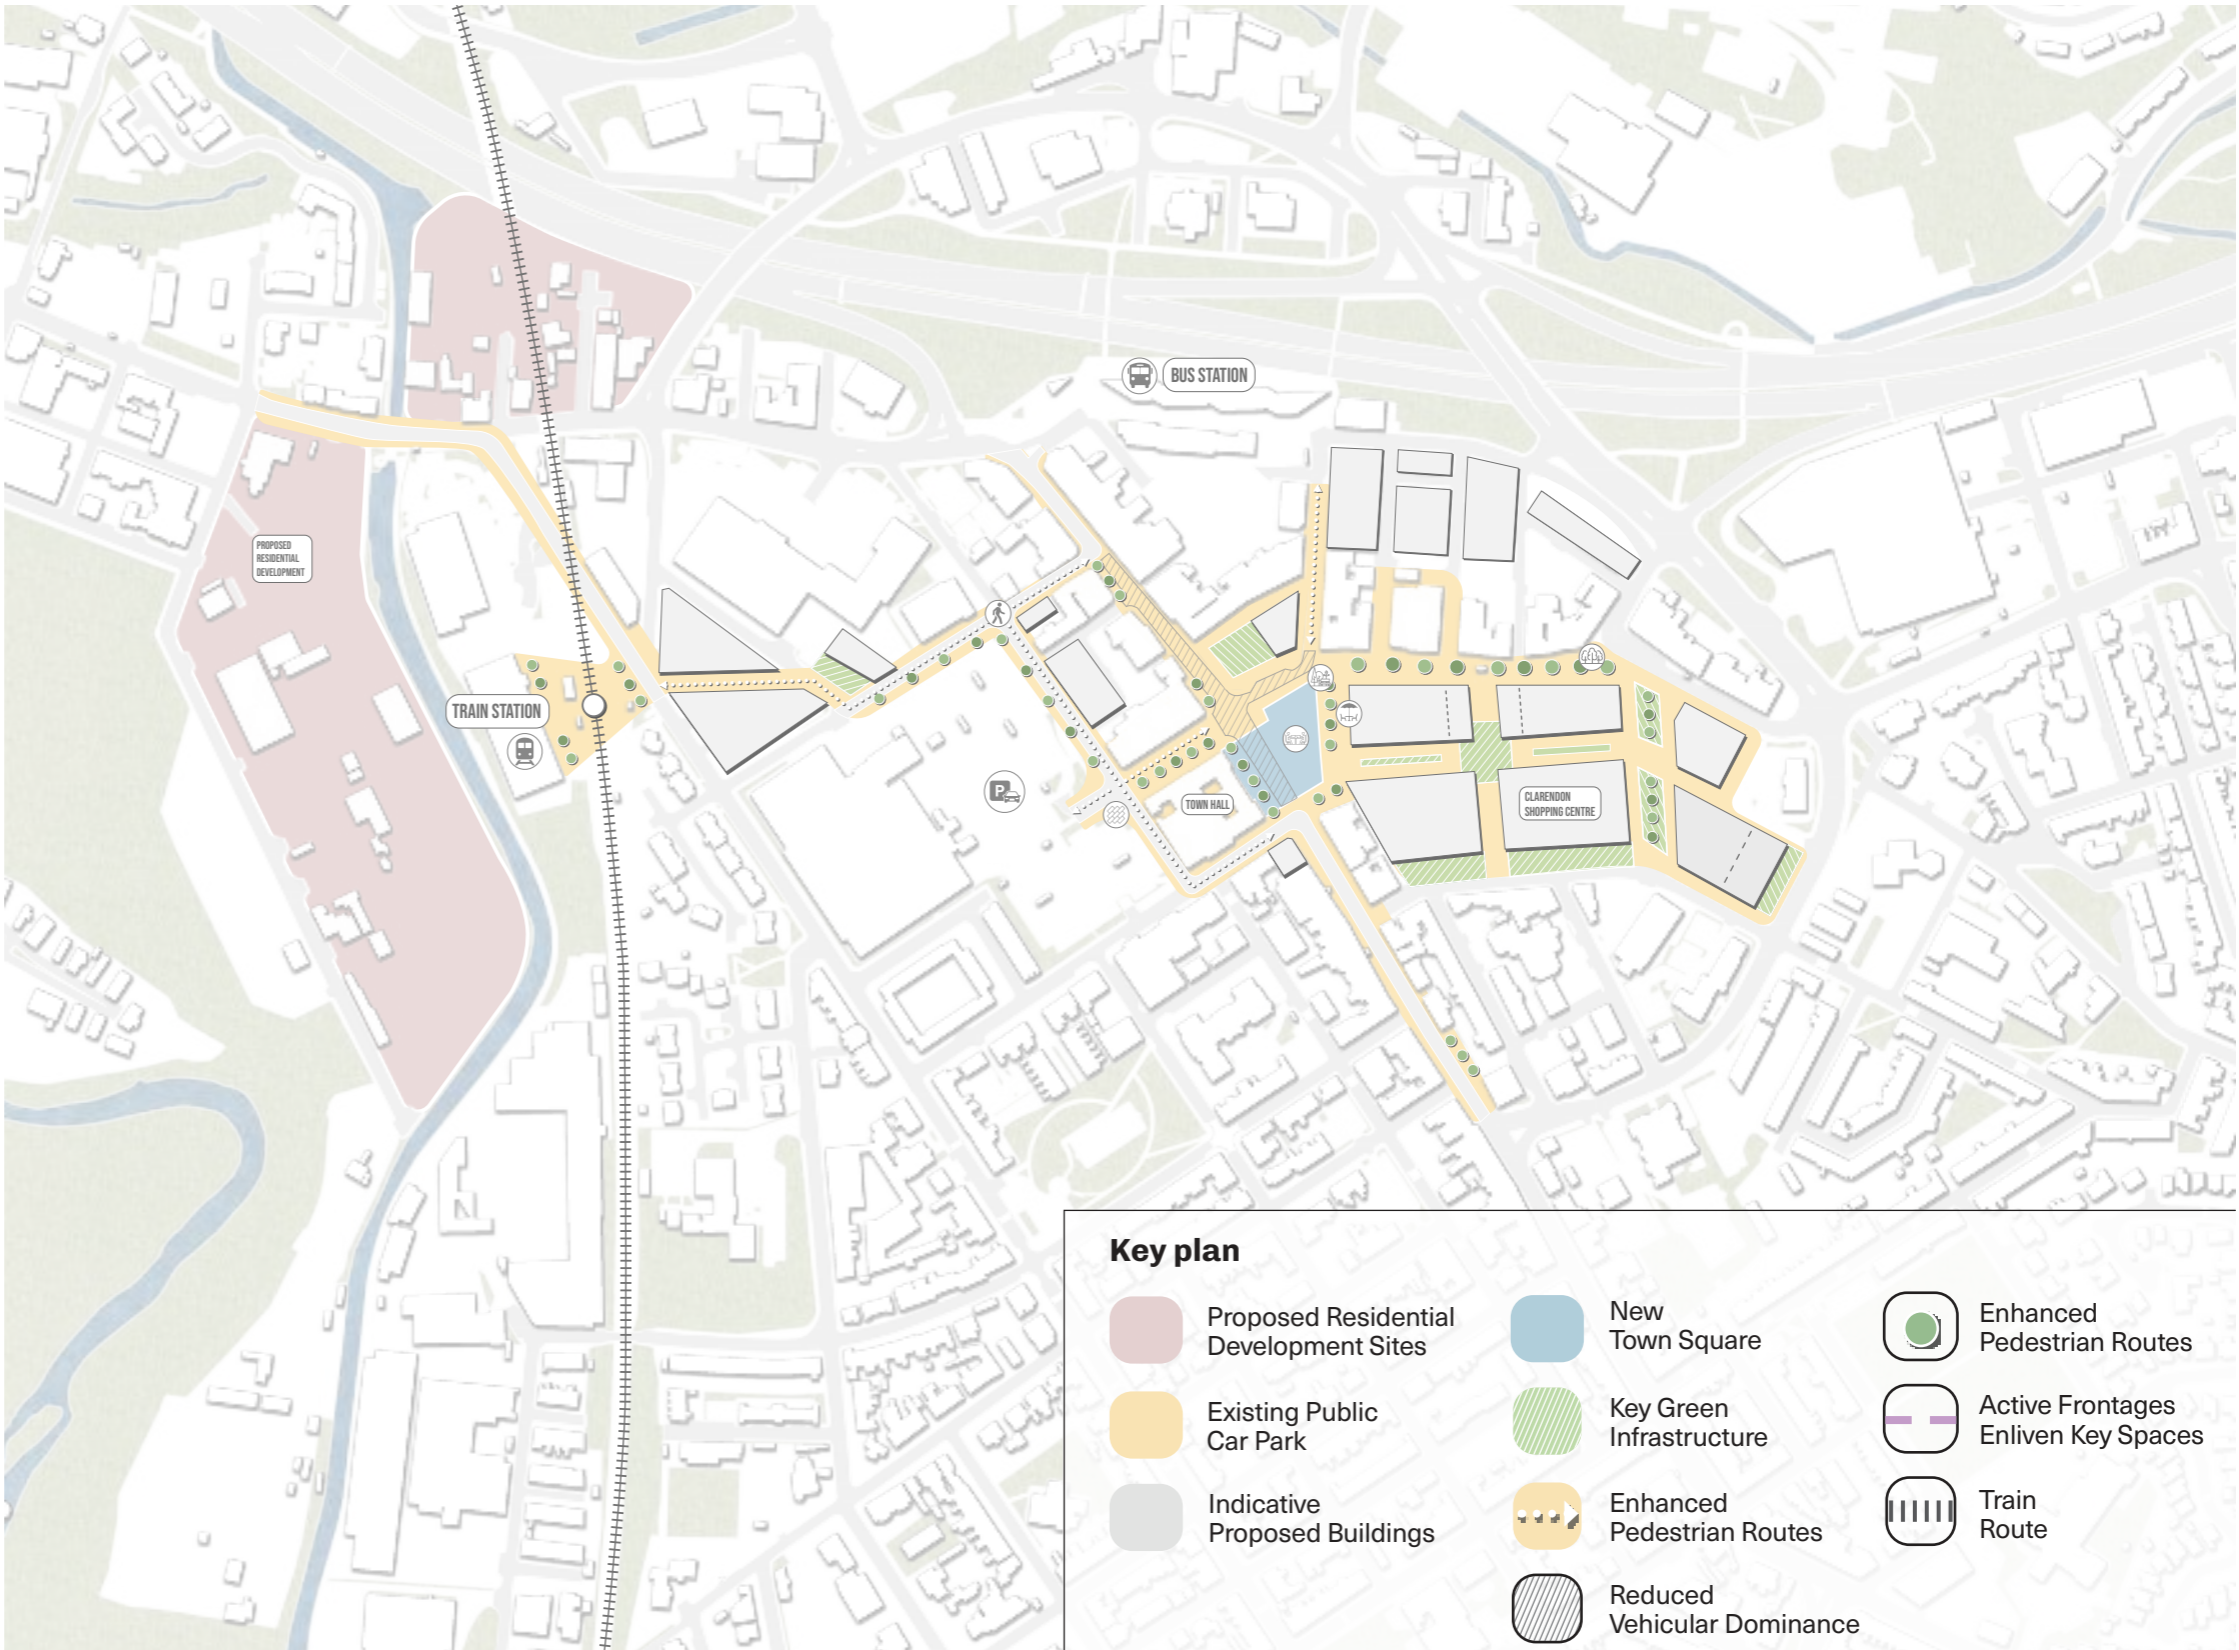 BUS STATION
PROPOSED
RESIDENTIAL
DEVELOPMENT
TRAIN STATION
P
TOWN HALL
CLARENDON
SHOPPING CENTRE
Key plan
Proposed Residential
Development Sites
Existing Public
Car Park
Indicative
Proposed Buildings
New
Town Square
Key Green
Infrastructure
Enhanced
Pedestrian Routes
Reduced
Vehicular Dominance
Enhanced
Pedestrian Routes
Active Frontages
Enliven Key Spaces
Train
Route